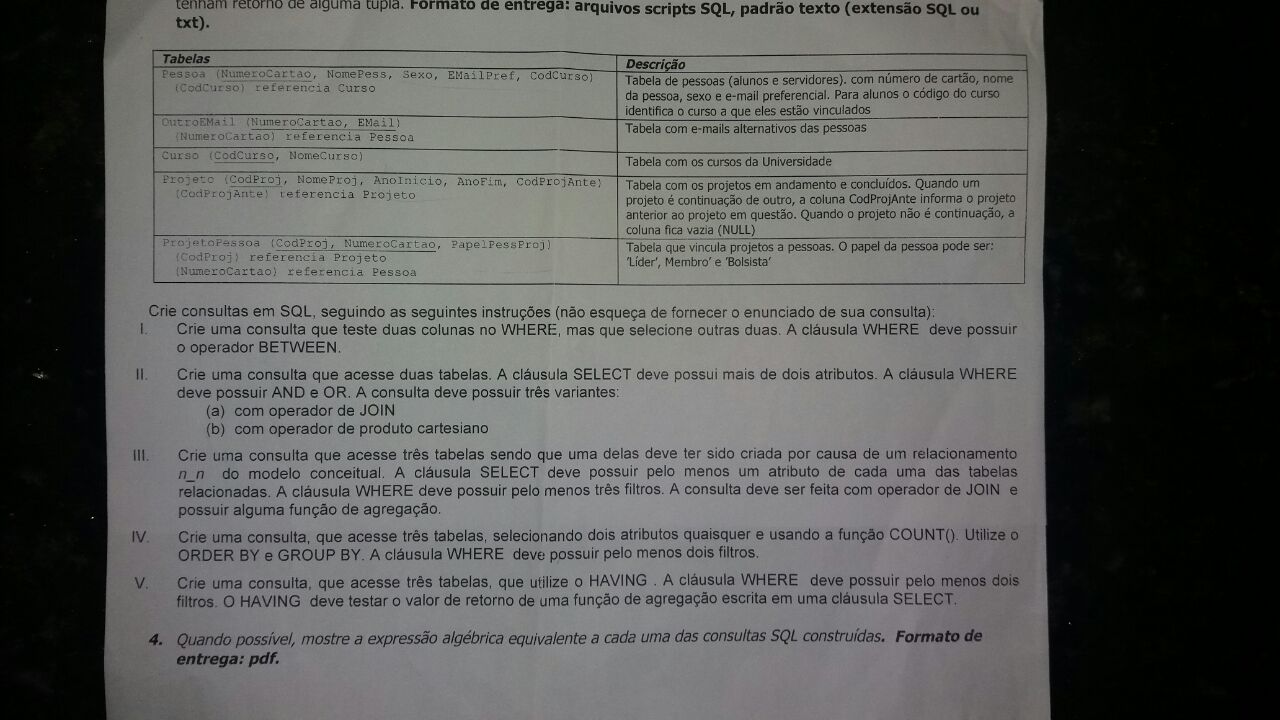 tenham retorno de alguma tupla. Formato de entrega: arquivos scripts SQL, padrão texto (extensão SQL ou
txt).
Tabelas
Descrição
Pessoa (NumeroCartao, NomePess, Sexo, EMailPref, CodCurso)
(CodCurso) referencia Curso
Tabela de pessoas (alunos e servidores). com número de cartão, nome
da pessoa, sexo e e-mail preferencial. Para alunos o código do curso
identifica o curso a que eles estão vinculados
OutroEMail (NumeroCartao, EMail)
(NumeroCartao) referencia Pessoa
Tabela com e-mails alternativos das pessoas
Curso (CodCurso, NomeCurso)
Tabela com os cursos da Universidade
Projeto (CodProj, NomeProj, AnoInicio, AnoFim, CodProjAnte)
(CodProjAnte) referencia Projeto
Tabela com os projetos em andamento e concluídos. Quando um
projeto é continuação de outro, a coluna CodProjAnte informa o projeto
anterior ao projeto em questão. Quando o projeto não é continuação, a
coluna fica vazia (NULL)
ProjetoPessoa (CodProj, NumeroCartao, PapelPessProj)
(CodProj) referencia Projeto
(NumeroCartao) referencia Pessoa
Tabela que vincula projetos a pessoas. O papel da pessoa pode ser:
'Líder', Membro' e 'Bolsista'
Crie consultas em SQL, seguindo as seguintes instruções (não esqueça de fornecer o enunciado de sua consulta):
I. Crie uma consulta que teste duas colunas no WHERE, mas que selecione outras duas. A cláusula WHERE deve possuir
o operador BETWEEN.
II. Crie uma consulta que acesse duas tabelas. A cláusula SELECT deve possui mais de dois atributos. A cláusula WHERE
deve possuir AND e OR. A consulta deve possuir três variantes:
(a) com operador de JOIN
(b) com operador de produto cartesiano
III. Crie uma consulta que acesse três tabelas sendo que uma delas deve ter sido criada por causa de um relacionamento
n_n do modelo conceitual. A cláusula SELECT deve possuir pelo menos um atributo de cada uma das tabelas
relacionadas. A cláusula WHERE deve possuir pelo menos três filtros. A consulta deve ser feita com operador de JOIN e
possuir alguma função de agregação.
IV. Crie uma consulta, que acesse três tabelas, selecionando dois atributos quaisquer e usando a função COUNT(). Utilize o
ORDER BY e GROUP BY. A cláusula WHERE deve possuir pelo menos dois filtros.
V. Crie uma consulta, que acesse três tabelas, que utilize o HAVING . A cláusula WHERE deve possuir pelo menos dois
filtros. O HAVING deve testar o valor de retorno de uma função de agregação escrita em uma cláusula SELECT.
4. Quando possível, mostre a expressão algébrica equivalente a cada uma das consultas SQL construídas. Formato de
entrega: pdf.